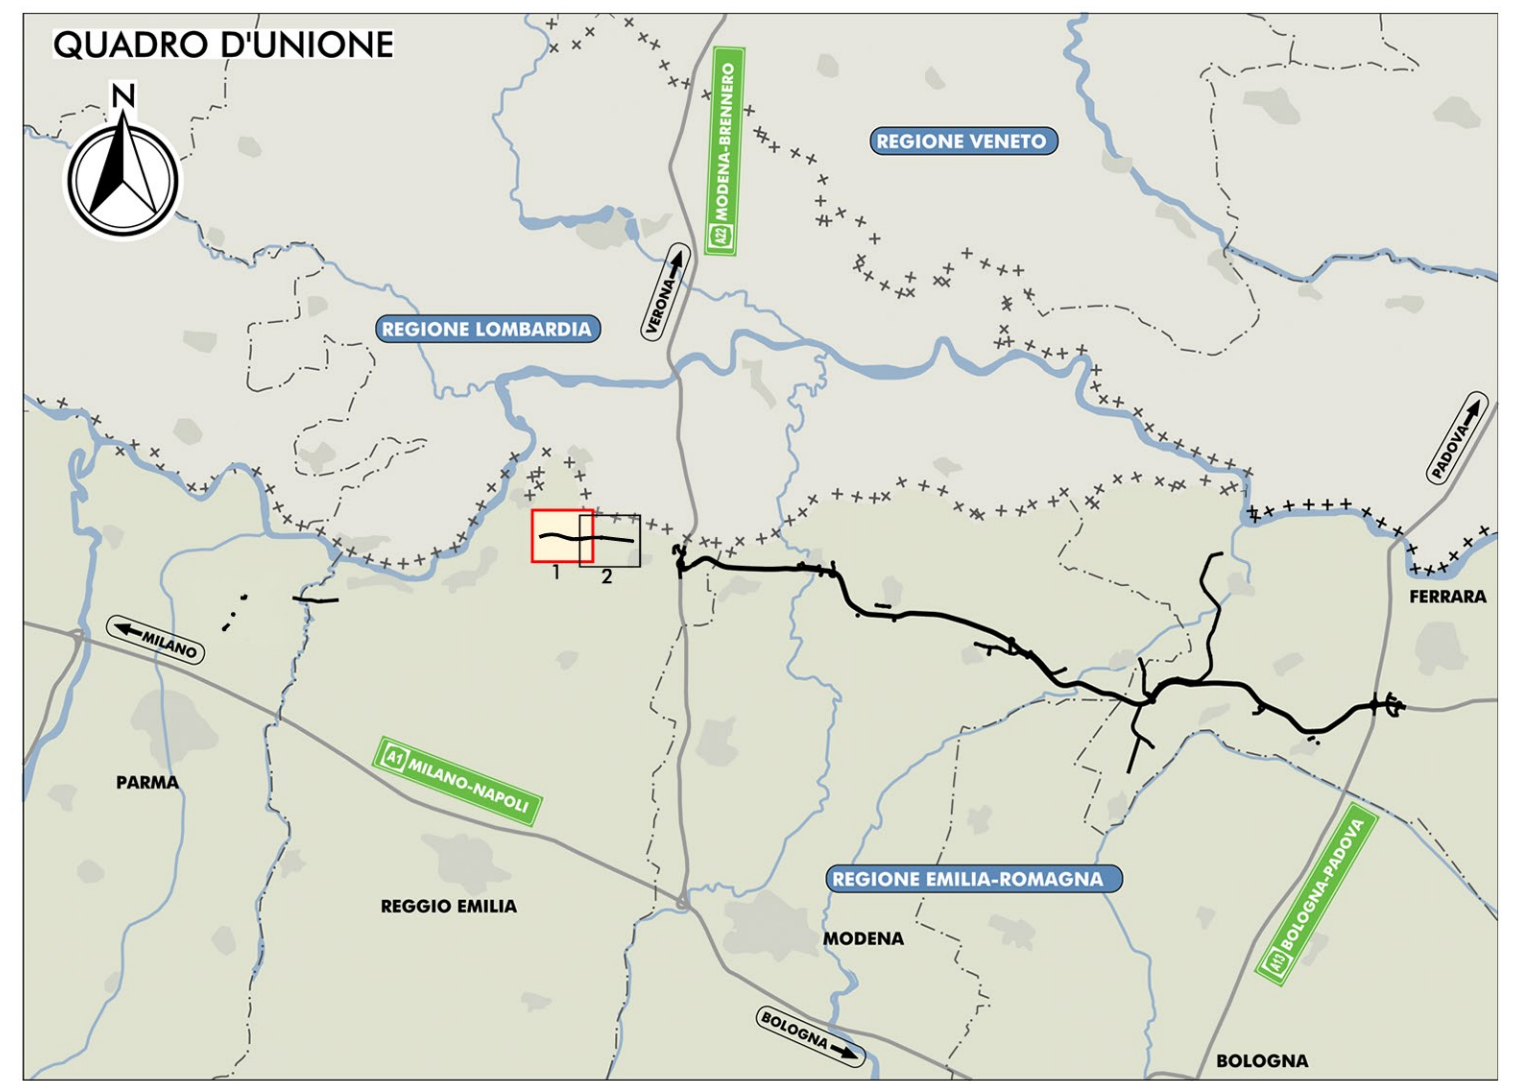 QUADRO D'UNIONE
N
A22 MODENA-BRENNERO
REGIONE VENETO
VERONA
REGIONE LOMBARDIA
PADOVA
1
2
FERRARA
MILANO
A1 MILANO-NAPOLI
PARMA
REGGIO EMILIA
REGIONE EMILIA-ROMAGNA
A13 BOLOGNA-PADOVA
MODENA
BOLOGNA
BOLOGNA